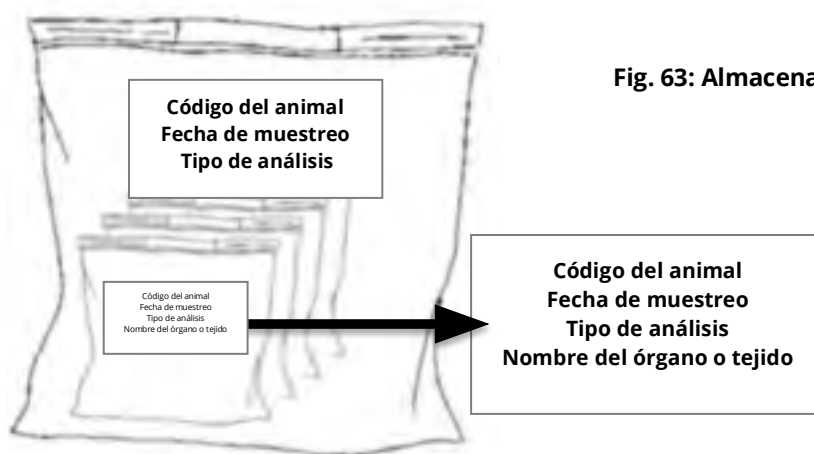 Fig. 63: Almacena
Código del animal
Fecha de muestreo
Tipo de análisis
Código del animal
Fecha de muestreo
Tipo de análisis
Nombre del órgano o tejido
Código del animal
Fecha de muestreo
Tipo de análisis
Nombre del órgano o tejido